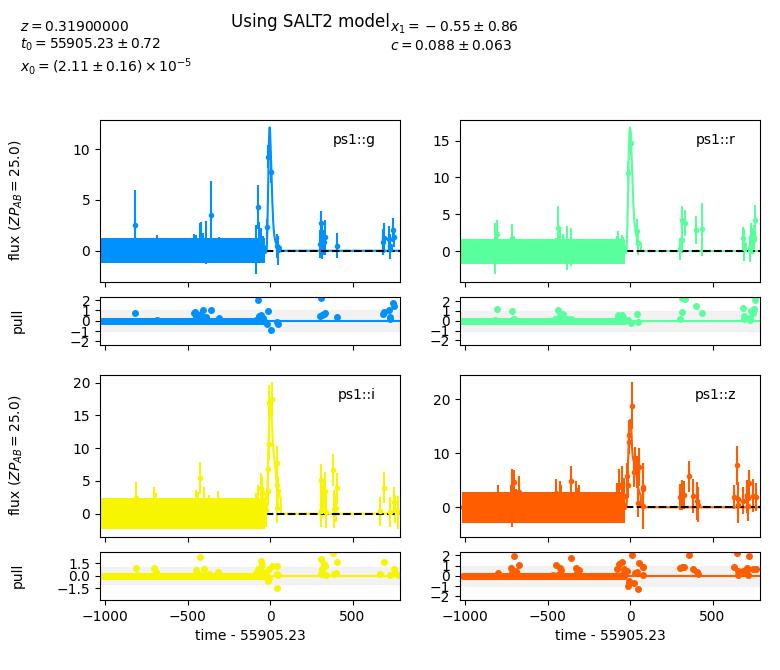 Using SALT2 model
z = 0.31900000
t₀ = 55905.23 ± 0.72
x₀ = (2.11 ± 0.16) × 10⁻⁵
x₁ = −0.55 ± 0.86
c = 0.088 ± 0.063
flux (ZP_AB = 25.0)
ps1::g
10
5
0
ps1::r
15
10
5
0
pull
2
1
0
−1
−2
2
1
0
−1
−2
flux (ZP_AB = 25.0)
ps1::i
20
15
10
5
0
ps1::z
20
10
0
pull
1.5
0.0
−1.5
2
1
0
−1
−2
−1000 −500 0 500
time - 55905.23
−1000 −500 0 500
time - 55905.23